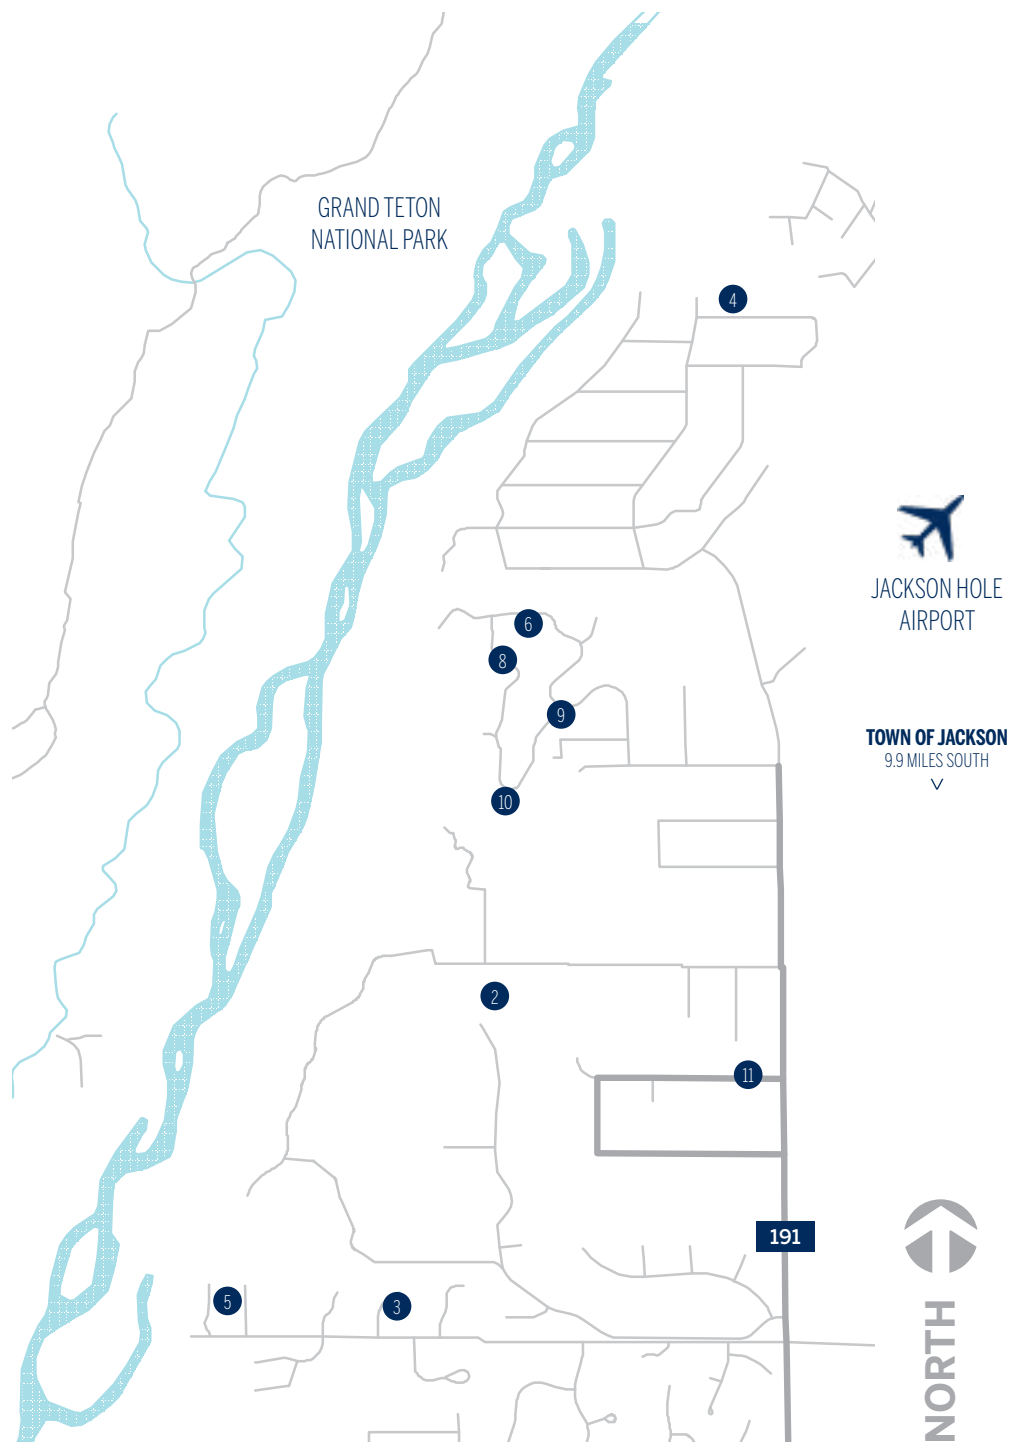 GRAND TETON
NATIONAL PARK
4
JACKSON HOLE
AIRPORT
6
8
9
TOWN OF JACKSON
9.9 MILES SOUTH
10
2
11
191
5
3
NORTH